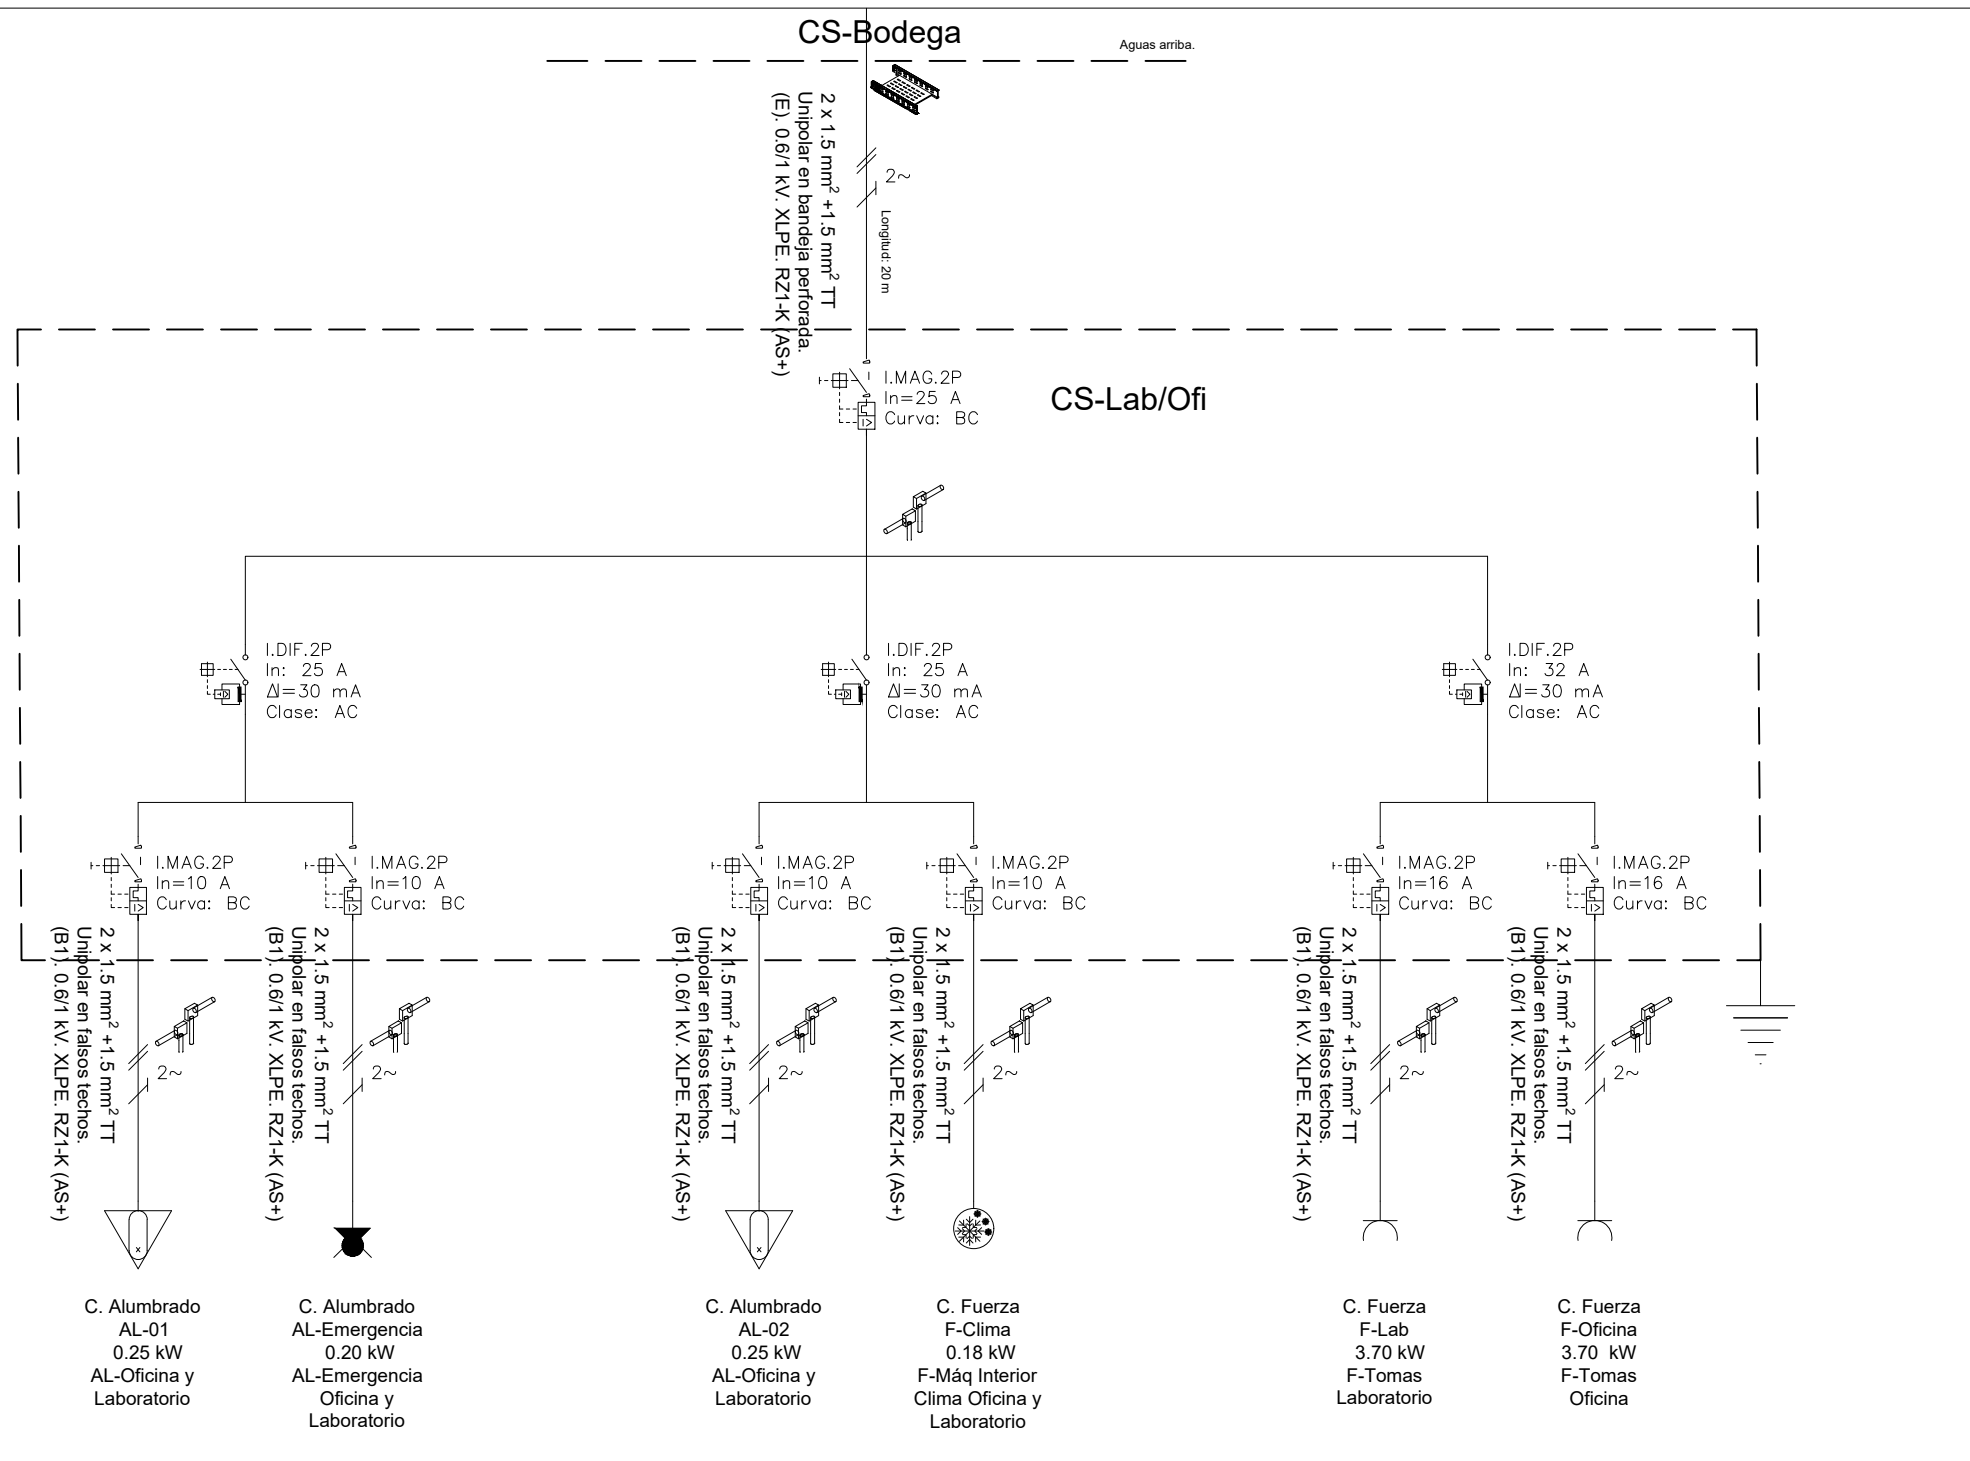 CS-Bodega
Aguas arriba.
2 x 1.5 mm² +1.5 mm² TT
Unipolar en bandeja perforada.
(E). 0.6/1 kV. XLPE. RZ1-K (AS+)
2~
Longitud: 20 m
I.MAG.2P
In=25 A
Curva: BC
CS-Lab/Ofi
I.DIF.2P
In: 25 A
ΔI=30 mA
Clase: AC
I.DIF.2P
In: 25 A
ΔI=30 mA
Clase: AC
I.DIF.2P
In: 32 A
ΔI=30 mA
Clase: AC
I.MAG.2P
In=10 A
Curva: BC
I.MAG.2P
In=10 A
Curva: BC
I.MAG.2P
In=10 A
Curva: BC
I.MAG.2P
In=10 A
Curva: BC
I.MAG.2P
In=16 A
Curva: BC
I.MAG.2P
In=16 A
Curva: BC
2 x 1.5 mm² +1.5 mm² TT
Unipolar en falsos techos.
(B1). 0.6/1 kV. XLPE. RZ1-K (AS+)
2~
2 x 1.5 mm² +1.5 mm² TT
Unipolar en falsos techos.
(B1). 0.6/1 kV. XLPE. RZ1-K (AS+)
2~
2 x 1.5 mm² +1.5 mm² TT
Unipolar en falsos techos.
(B1). 0.6/1 kV. XLPE. RZ1-K (AS+)
2~
2 x 1.5 mm² +1.5 mm² TT
Unipolar en falsos techos.
(B1). 0.6/1 kV. XLPE. RZ1-K (AS+)
2~
2 x 1.5 mm² +1.5 mm² TT
Unipolar en falsos techos.
(B1). 0.6/1 kV. XLPE. RZ1-K (AS+)
2~
2 x 1.5 mm² +1.5 mm² TT
Unipolar en falsos techos.
(B1). 0.6/1 kV. XLPE. RZ1-K (AS+)
2~
C. Alumbrado
AL-01
0.25 kW
AL-Oficina y
Laboratorio
C. Alumbrado
AL-Emergencia
0.20 kW
AL-Emergencia
Oficina y
Laboratorio
C. Alumbrado
AL-02
0.25 kW
AL-Oficina y
Laboratorio
C. Fuerza
F-Clima
0.18 kW
F-Máq Interior
Clima Oficina y
Laboratorio
C. Fuerza
F-Lab
3.70 kW
F-Tomas
Laboratorio
C. Fuerza
F-Oficina
3.70 kW
F-Tomas
Oficina